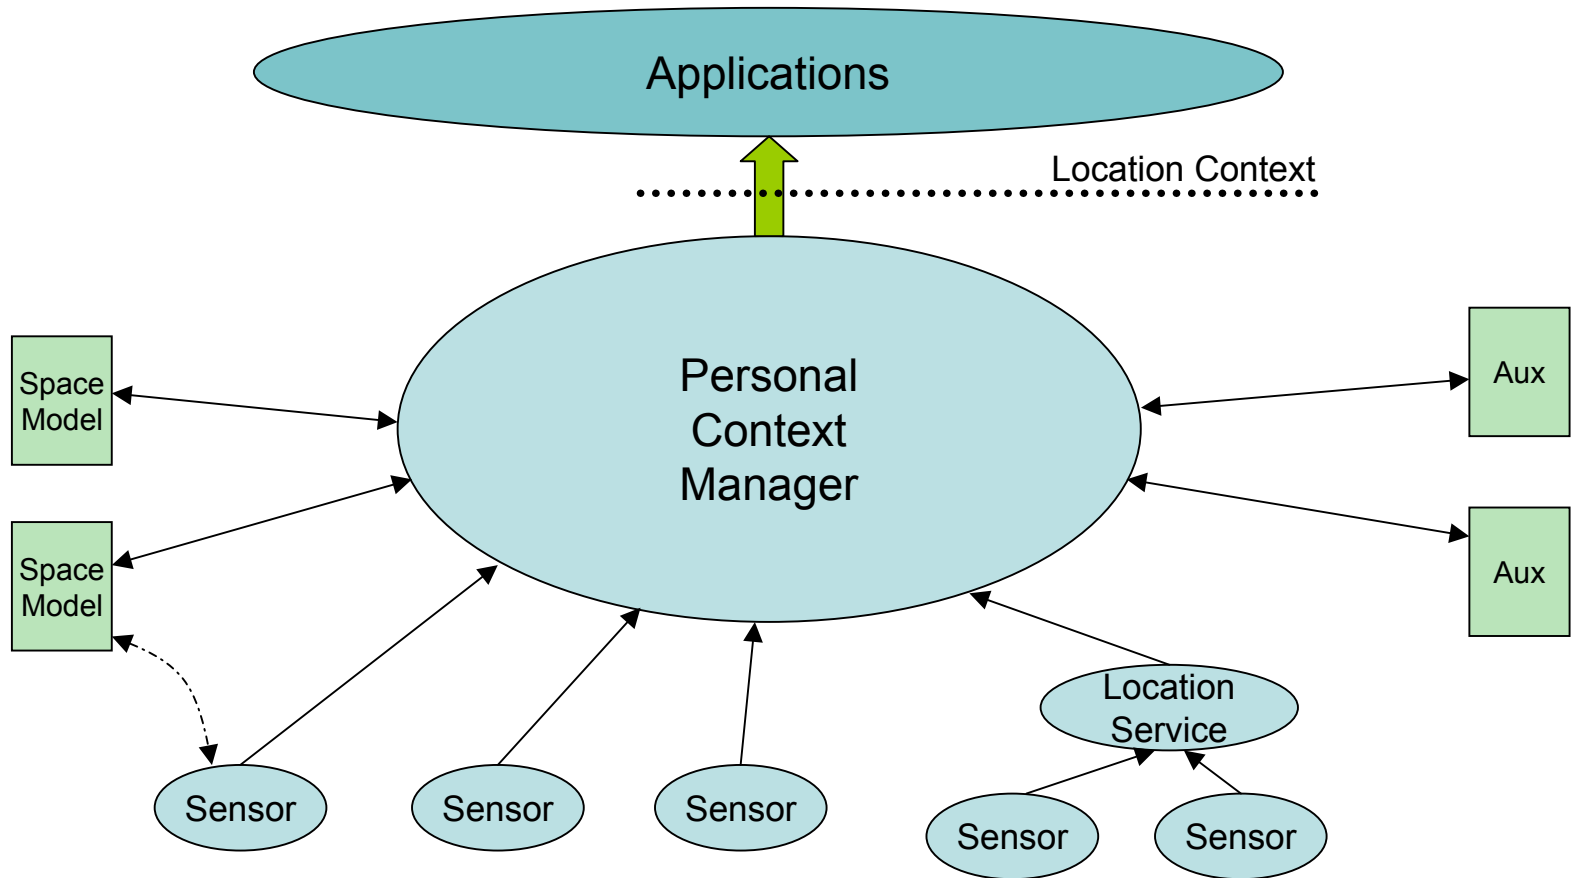 Applications
Location Context
Personal
Context
Manager
Space
Model
Aux
Space
Model
Aux
Location
Service
Sensor
Sensor
Sensor
Sensor
Sensor